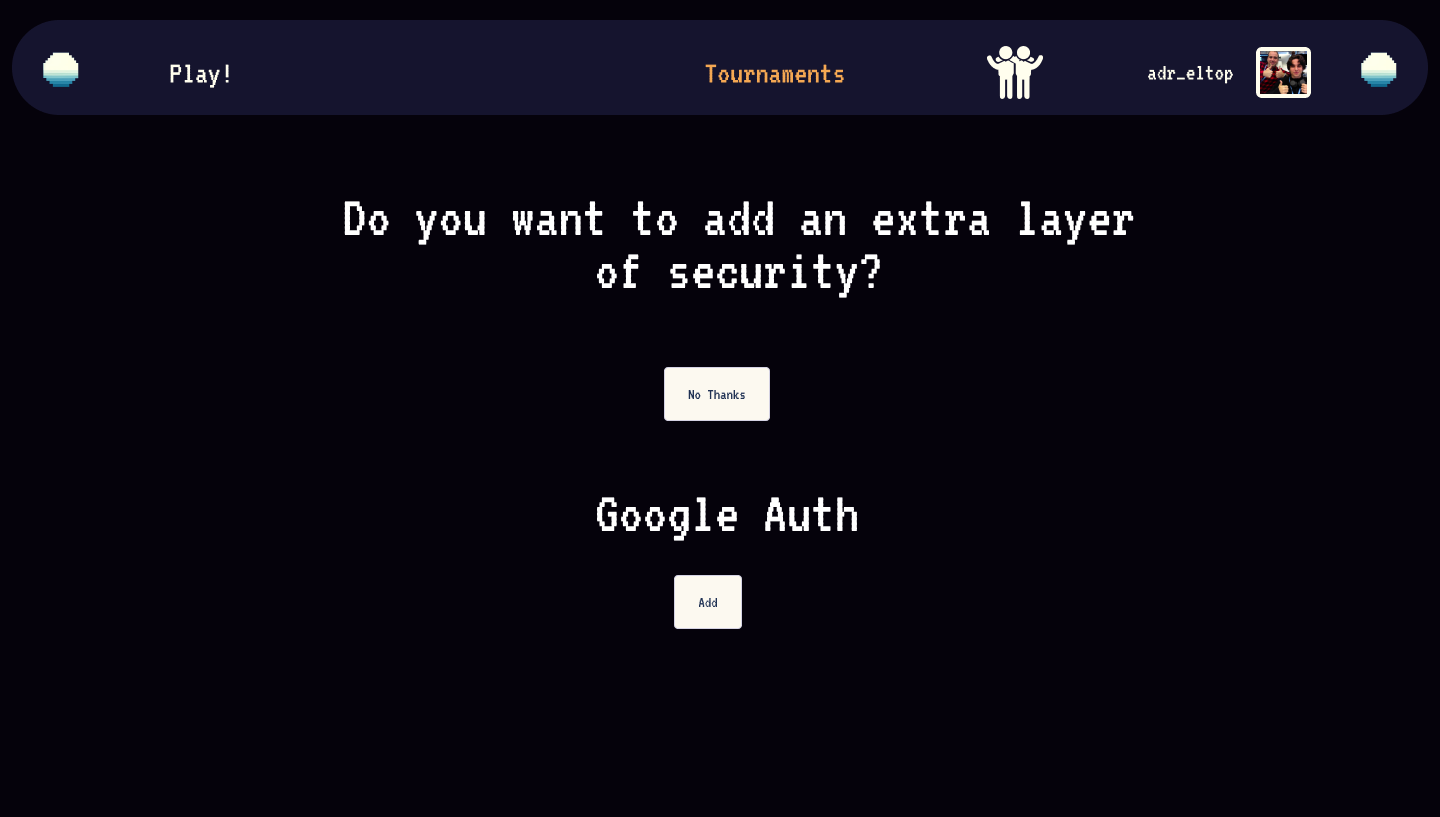 Play!
Tournaments
adr_eltop
Do you want to add an extra layer
of security?
No Thanks
Google Auth
Add